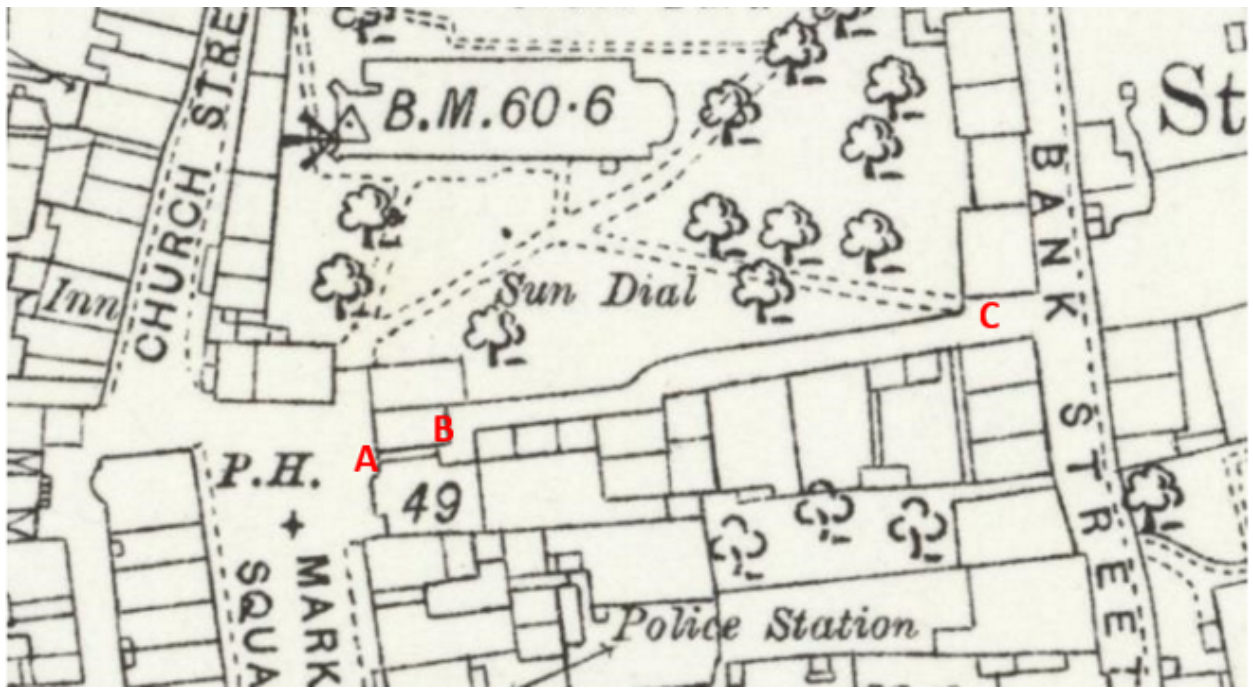 CHURCH STRE
B.M.60·6
St
BANK STREET
Inn
Sun Dial
C
B
A
P.H.
49
MARK
SQUA
Police Station